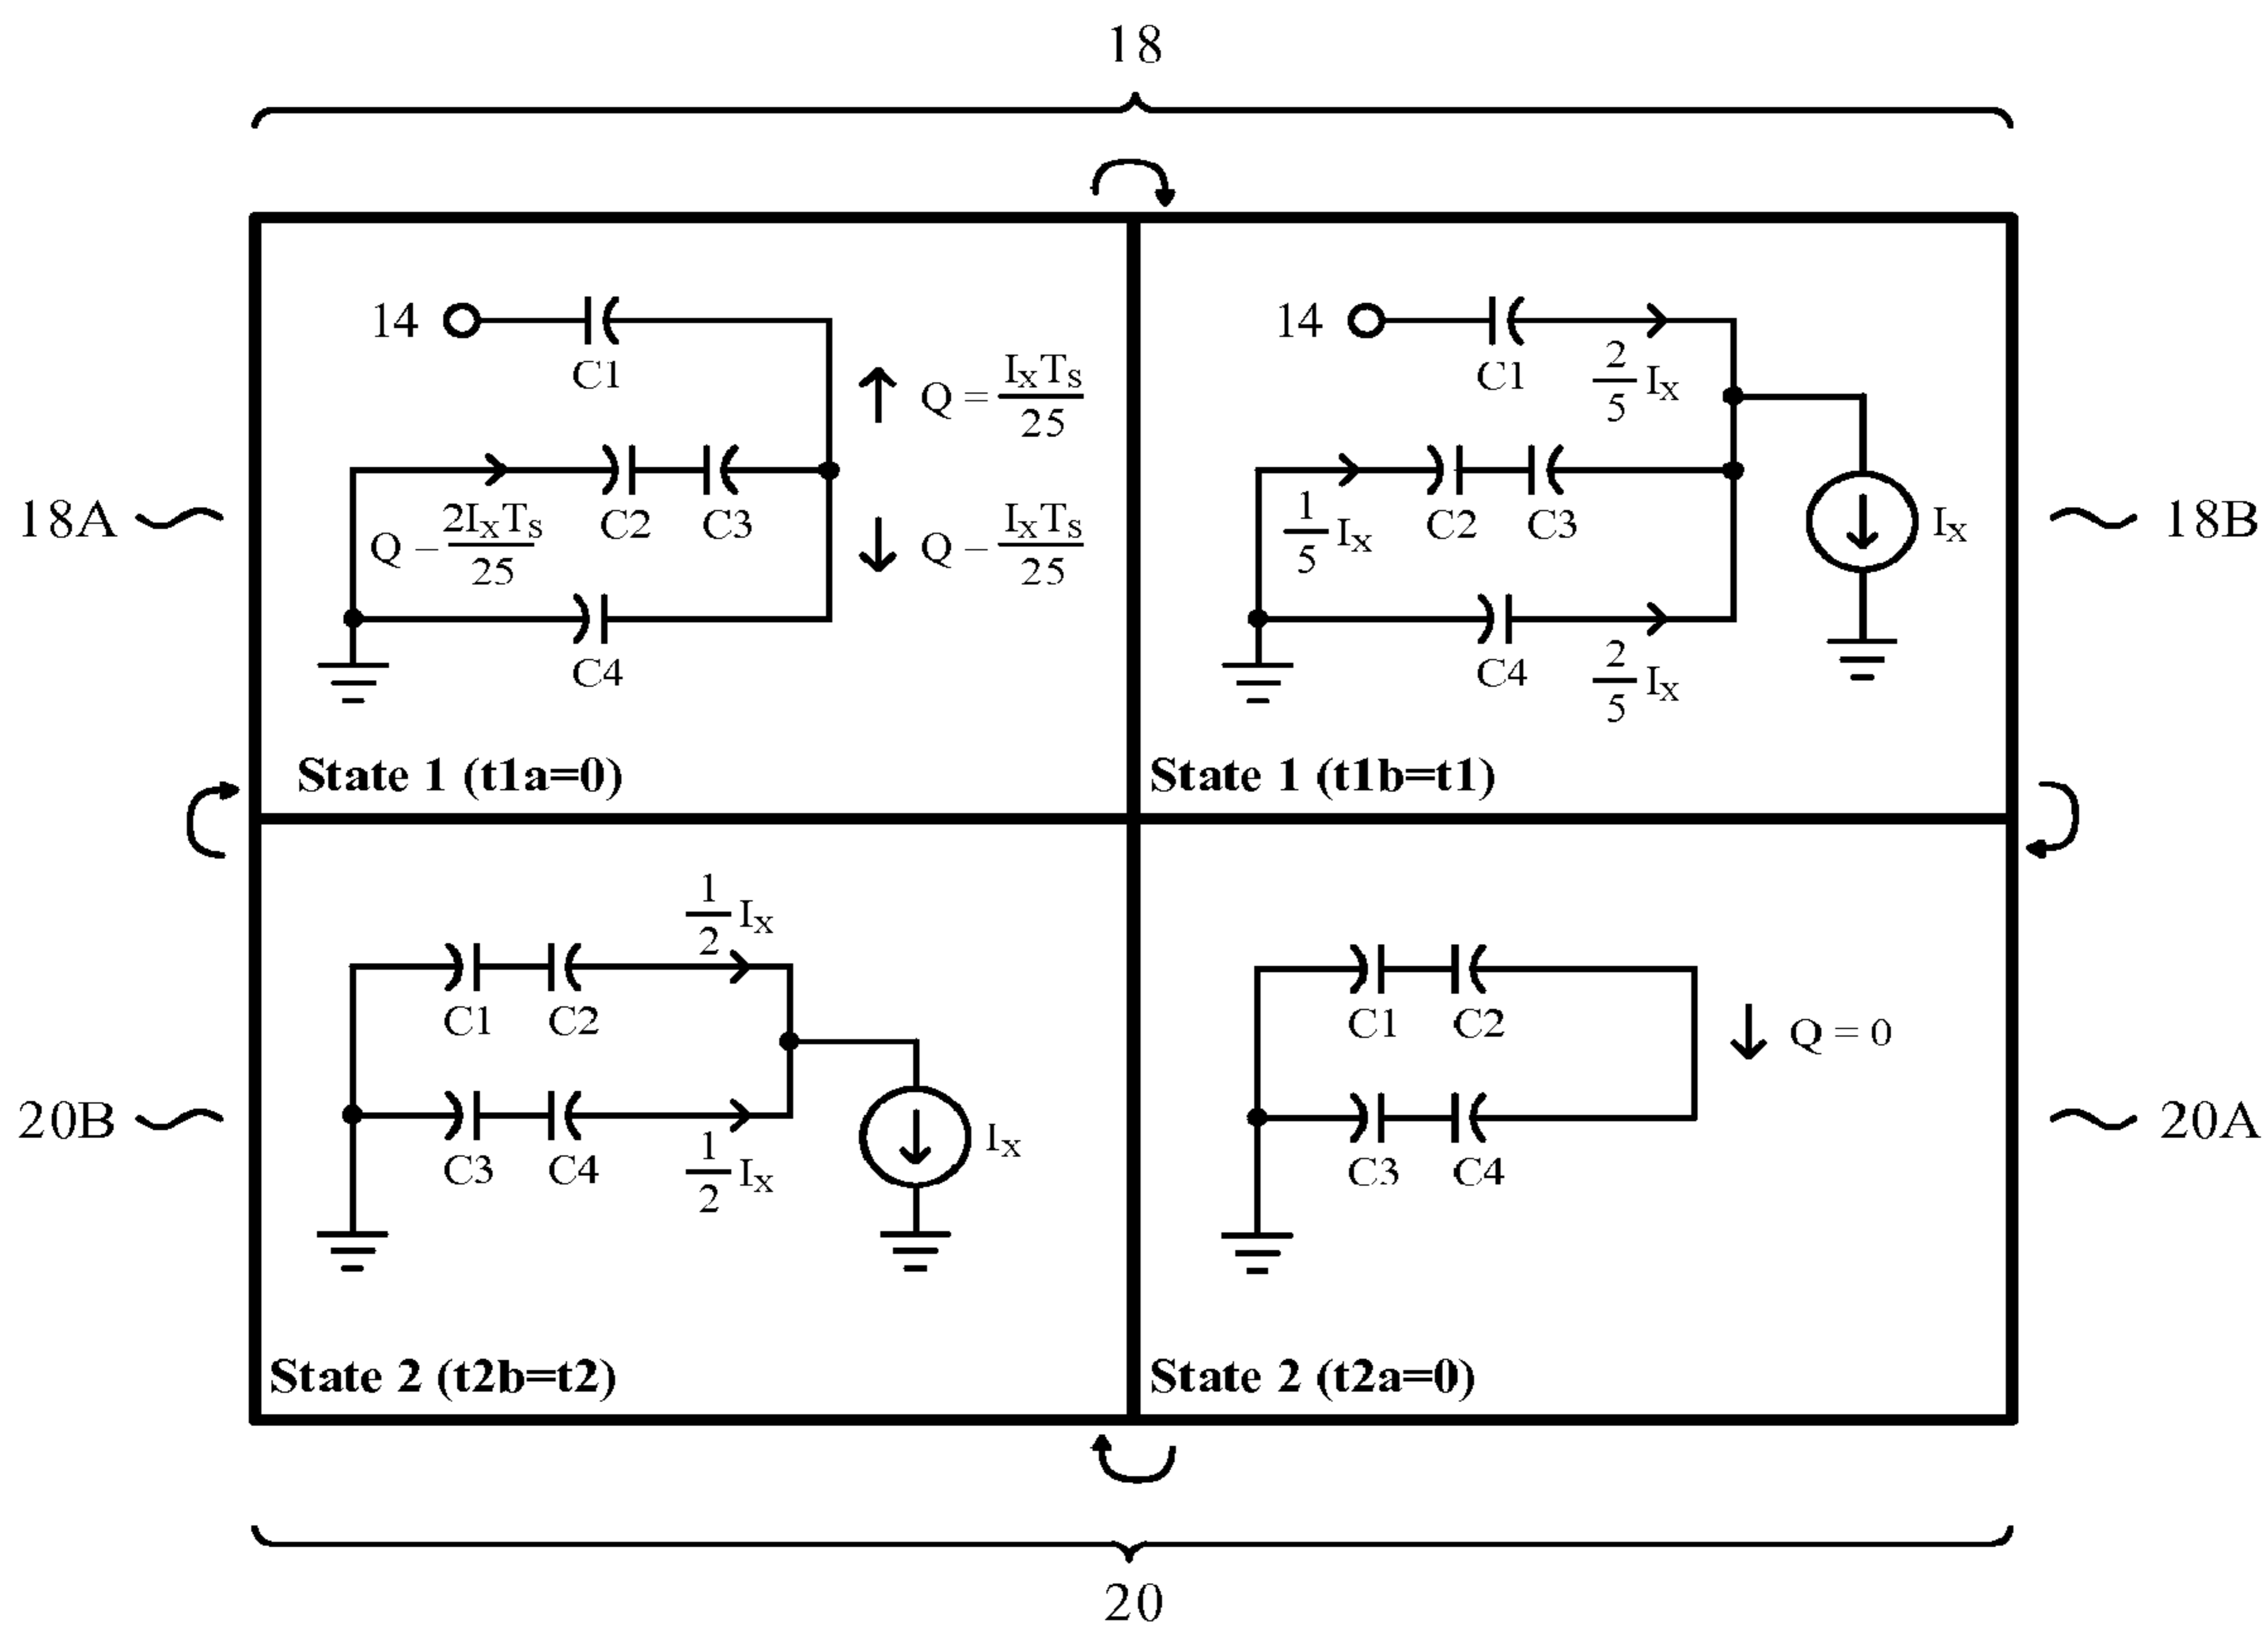 18
14
C1
Q = IxTs/25
C2 C3
Q – 2IxTs/25
Q – IxTs/25
C4
State 1 (t1a=0)
18A
14
C1
2/5 Ix
C2 C3
1/5 Ix
Ix
C4
2/5 Ix
State 1 (t1b=t1)
18B
1/2 Ix
C1 C2
C3 C4
1/2 Ix
Ix
State 2 (t2b=t2)
20B
C1 C2
Q = 0
C3 C4
State 2 (t2a=0)
20A
20